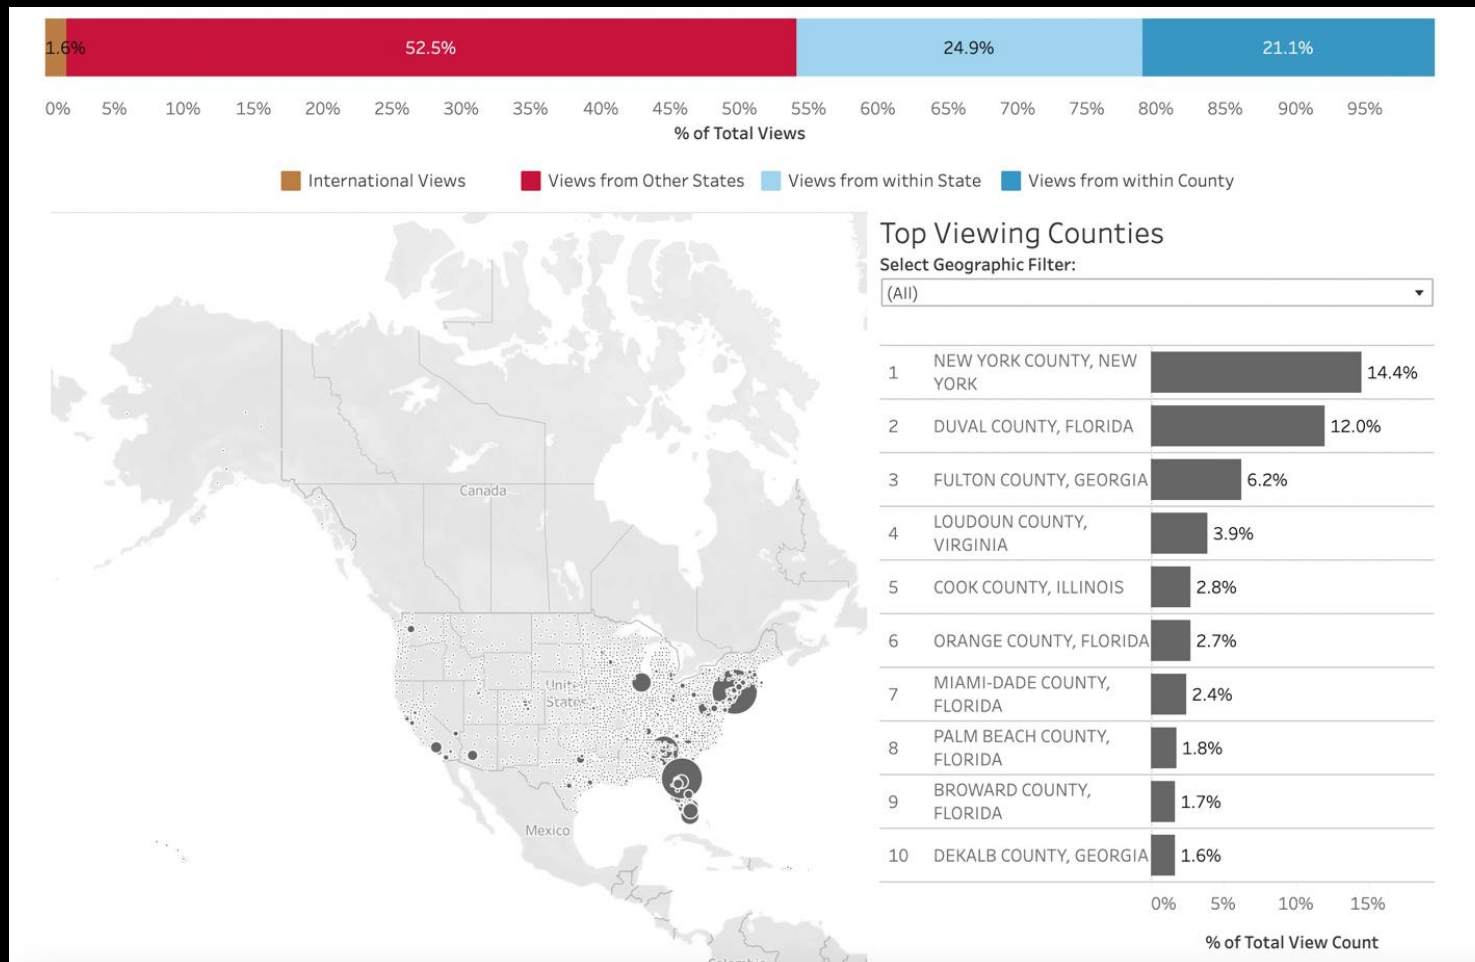 1.6%
52.5%
24.9%
21.1%
0% 5% 10% 15% 20% 25% 30% 35% 40% 45% 50% 55% 60% 65% 70% 75% 80% 85% 90% 95%
% of Total Views
International Views Views from Other States Views from within State Views from within County
Canada
United
States
Mexico
Top Viewing Counties
Select Geographic Filter:
(All)
1 NEW YORK COUNTY, NEW
YORK 14.4%
2 DUVAL COUNTY, FLORIDA 12.0%
3 FULTON COUNTY, GEORGIA 6.2%
4 LOUDOUN COUNTY,
VIRGINIA 3.9%
5 COOK COUNTY, ILLINOIS 2.8%
6 ORANGE COUNTY, FLORIDA 2.7%
7 MIAMI-DADE COUNTY,
FLORIDA 2.4%
8 PALM BEACH COUNTY,
FLORIDA 1.8%
9 BROWARD COUNTY,
FLORIDA 1.7%
10 DEKALB COUNTY, GEORGIA 1.6%
0% 5% 10% 15%
% of Total View Count